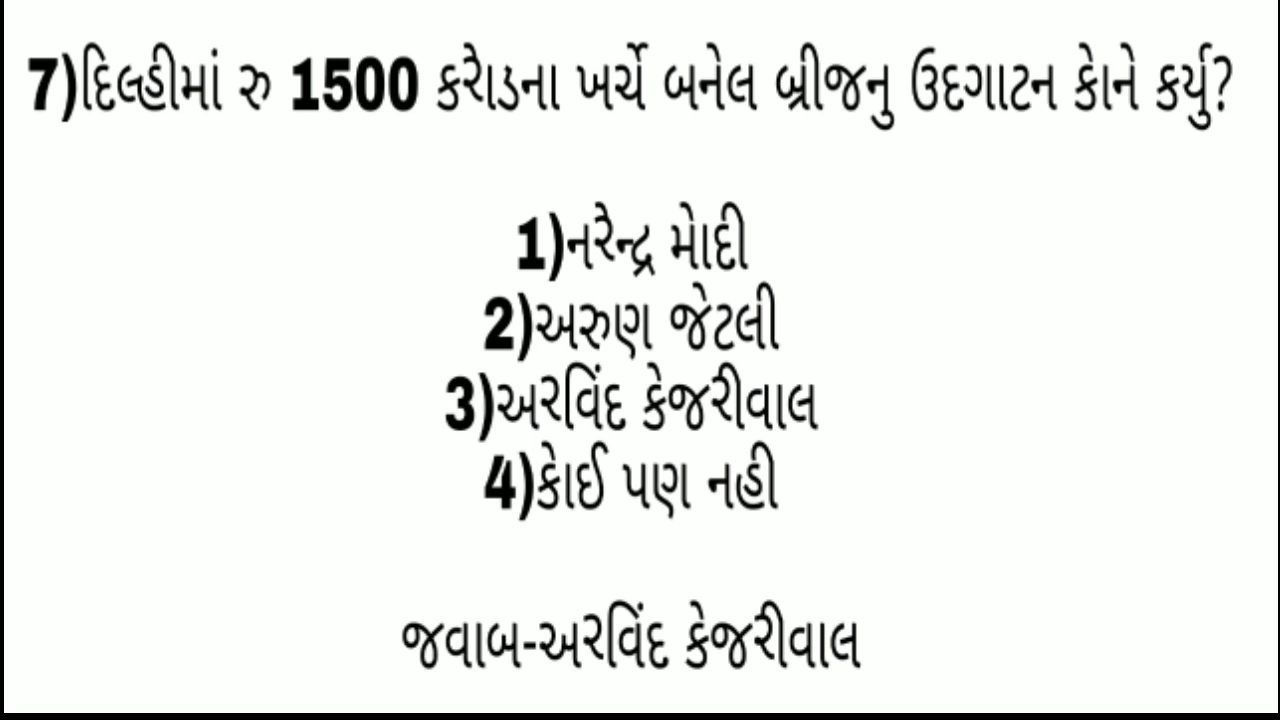 7)દિલ્હીમાં રુ 1500 કરોડના ખર્ચે બનેલ બ્રીજનુ ઉદગાટન કોને કર્યુ?
1)નરેન્દ્ર મોદી
2)અરુણ જેટલી
3)અરવિંદ કેજરીવાલ
4)કોઈ પણ નહી
જવાબ-અરવિંદ કેજરીવાલ